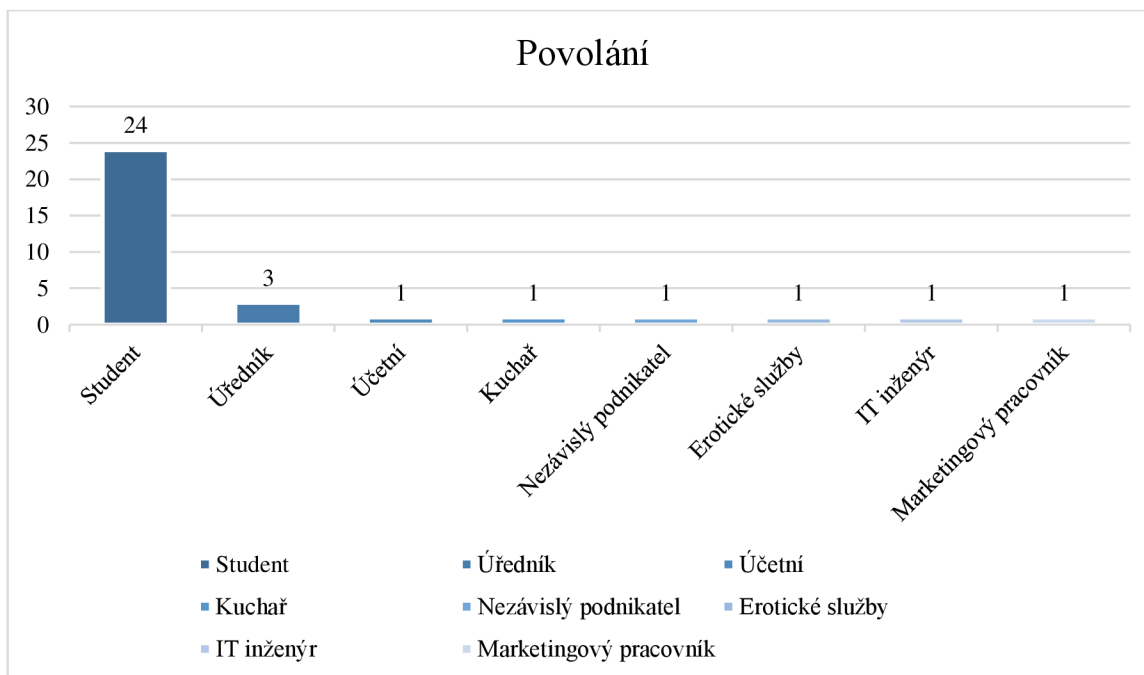 Povolání
30
25
20
15
10
5
0
24
3
1
1
1
1
1
1
Student
Úředník
Účetní
Kuchař
Nezávislý podnikatel
Erotické služby
IT inženýr
Marketingový pracovník
Student Úředník Účetní
Kuchař Nezávislý podnikatel Erotické služby
IT inženýr Marketingový pracovník